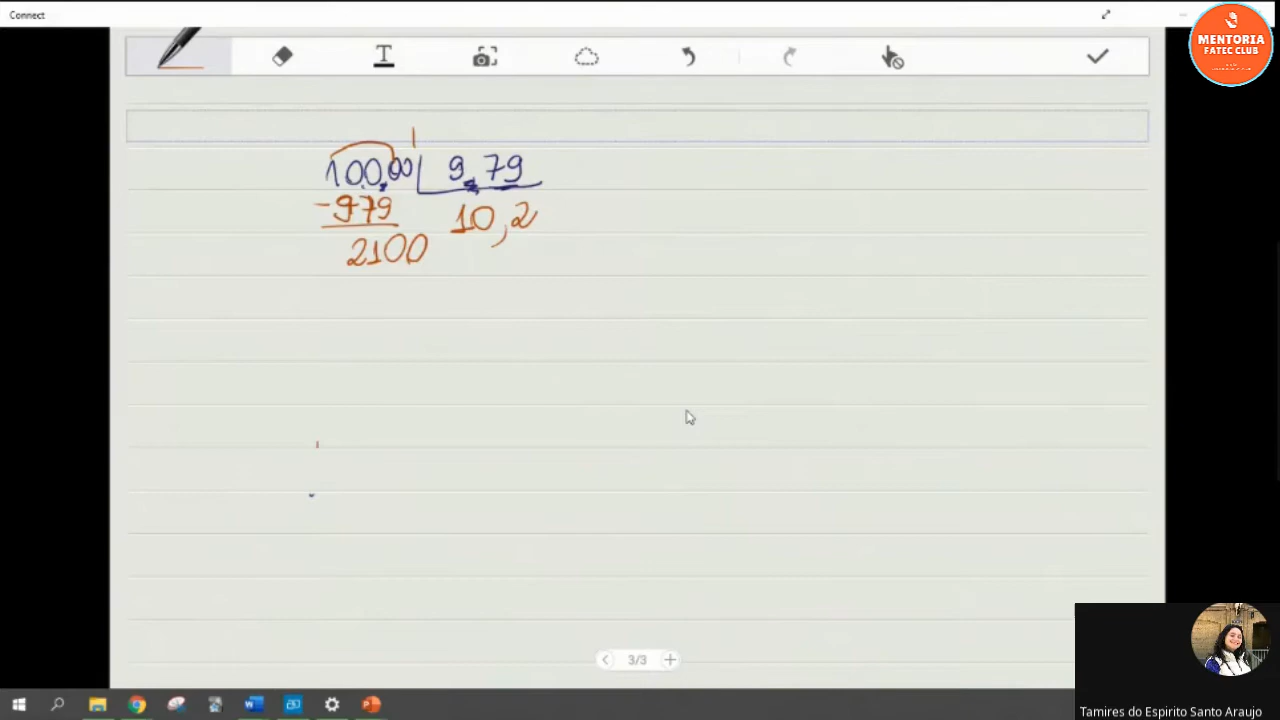 Connect
MENTORIA
FATEC CLUB
T
100,00 9,79
-979 10,2
2100
3/3
Tamires do Espirito Santo Araujo